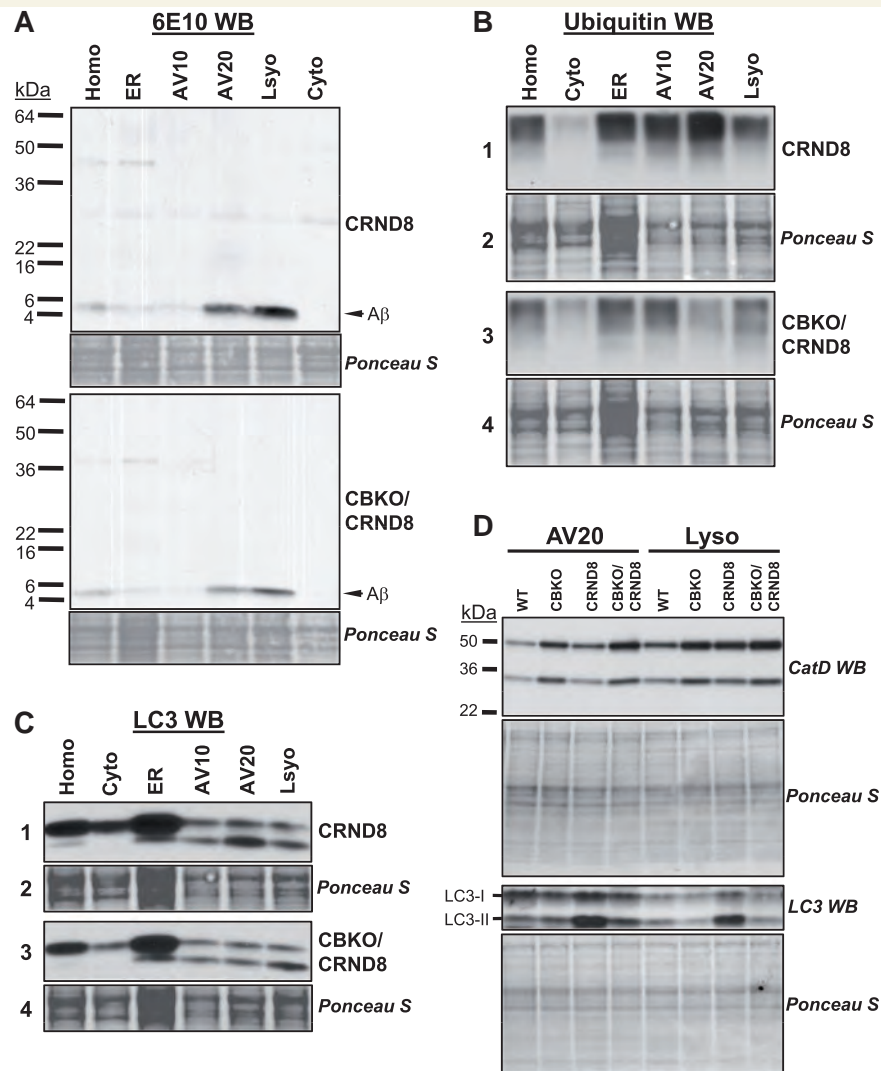 A
6E10 WB
kDa
Homo
ER
AV10
AV20
Lsyo
Cyto
64
50
36
22
16
6
4
CRND8
Aβ
Ponceau S
64
50
36
22
16
6
4
CBKO/
CRND8
Aβ
Ponceau S
B
Ubiquitin WB
Homo
Cyto
ER
AV10
AV20
Lsyo
1
CRND8
2
Ponceau S
3
CBKO/
CRND8
4
Ponceau S
C
LC3 WB
Homo
Cyto
ER
AV10
AV20
Lsyo
1
CRND8
2
Ponceau S
3
CBKO/
CRND8
4
Ponceau S
D
AV20
Lyso
kDa
WT
CBKO
CRND8
CBKO/
CRND8
WT
CBKO
CRND8
CBKO/
CRND8
50
36
22
CatD WB
Ponceau S
LC3-I
LC3-II
LC3 WB
Ponceau S